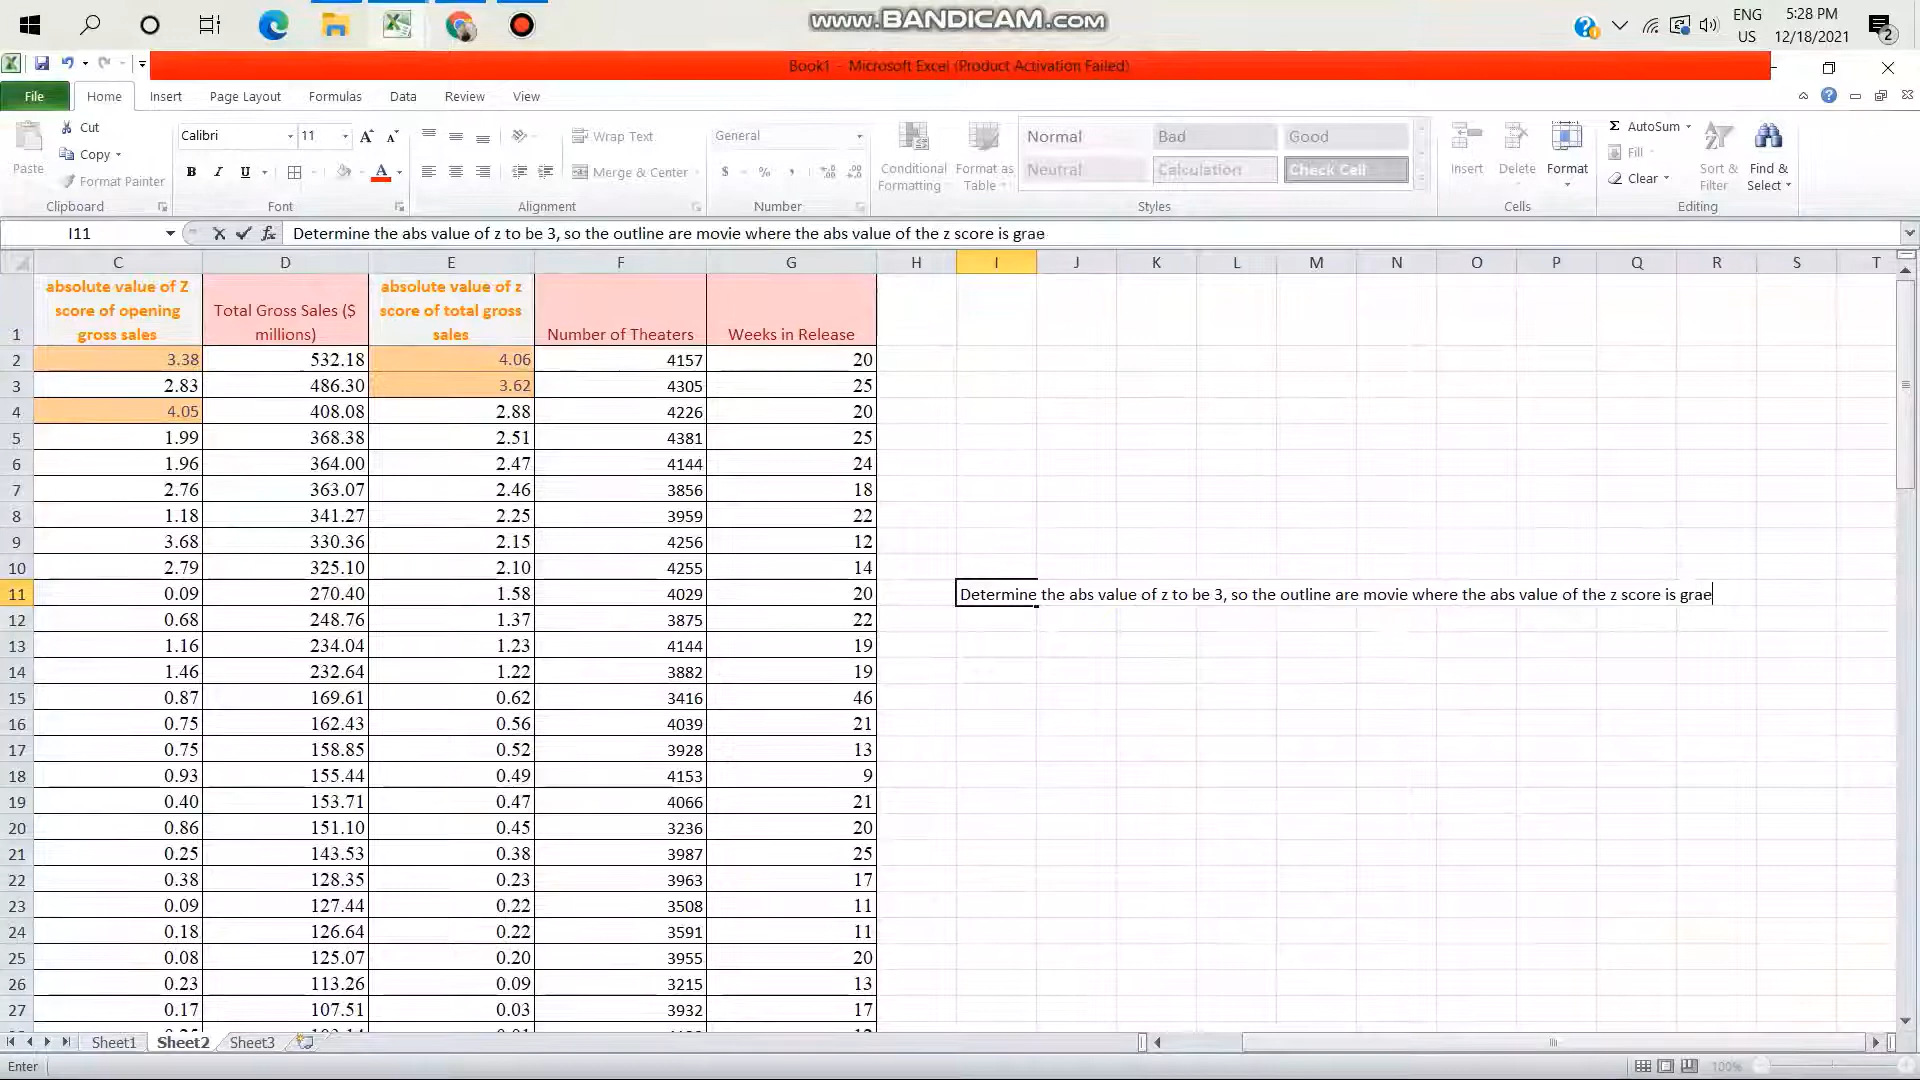 www.BANDICAM.com
ENG
US
5:28 PM
12/18/2021
2
Book1 - Microsoft Excel (Product Activation Failed)
File Home Insert Page Layout Formulas Data Review View
Paste
Cut
Copy
Format Painter
Clipboard
Calibri 11
B I U
Font
Wrap Text
Merge & Center
Alignment
General
$ % ,
Number
Conditional Formatting
Format as Table
Normal Bad Good
Neutral Calculation Check Cell
Styles
Insert Delete Format
Cells
Σ AutoSum
Fill
Clear
Sort & Filter
Find & Select
Editing
I11 fx Determine the abs value of z to be 3, so the outline are movie where the abs value of the z score is grae
C D E F G H I J K L M N O P Q R S T
1 absolute value of Z score of opening gross sales Total Gross Sales ($ millions) absolute value of z score of total gross sales Number of Theaters Weeks in Release
2 3.38 532.18 4.06 4157 20
3 2.83 486.30 3.62 4305 25
4 4.05 408.08 2.88 4226 20
5 1.99 368.38 2.51 4381 25
6 1.96 364.00 2.47 4144 24
7 2.76 363.07 2.46 3856 18
8 1.18 341.27 2.25 3959 22
9 3.68 330.36 2.15 4256 12
10 2.79 325.10 2.10 4255 14
11 0.09 270.40 1.58 4029 20 Determine the abs value of z to be 3, so the outline are movie where the abs value of the z score is grae
12 0.68 248.76 1.37 3875 22
13 1.16 234.04 1.23 4144 19
14 1.46 232.64 1.22 3882 19
15 0.87 169.61 0.62 3416 46
16 0.75 162.43 0.56 4039 21
17 0.75 158.85 0.52 3928 13
18 0.93 155.44 0.49 4153 9
19 0.40 153.71 0.47 4066 21
20 0.86 151.10 0.45 3236 20
21 0.25 143.53 0.38 3987 25
22 0.38 128.35 0.23 3963 17
23 0.09 127.44 0.22 3508 11
24 0.18 126.64 0.22 3591 11
25 0.08 125.07 0.20 3955 20
26 0.23 113.26 0.09 3215 13
27 0.17 107.51 0.03 3932 17
Sheet1 Sheet2 Sheet3
Enter
100%